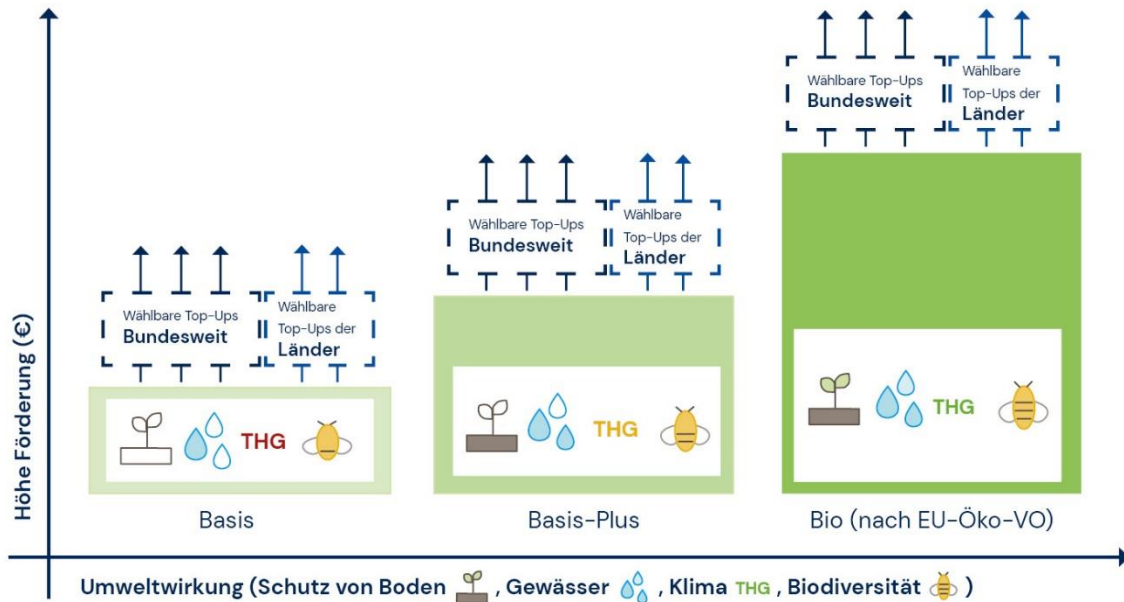 Höhe Förderung (€)
Wählbare Top-Ups
Bundesweit
Wählbare
Top-Ups der
Länder
THG
Basis
Wählbare Top-Ups
Bundesweit
Wählbare
Top-Ups der
Länder
THG
Basis-Plus
Wählbare Top-Ups
Bundesweit
Wählbare
Top-Ups der
Länder
THG
Bio (nach EU-Öko-VO)
Umweltwirkung (Schutz von Boden , Gewässer , Klima THG , Biodiversität )